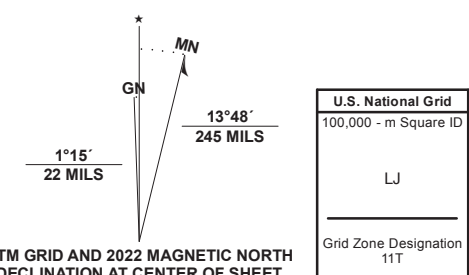 ★
MN
GN
13°48´
245 MILS
1°15´
22 MILS
TM GRID AND 2022 MAGNETIC NORTH
DECLINATION AT CENTER OF SHEET
U.S. National Grid
100,000 - m Square ID
LJ
Grid Zone Designation
11T